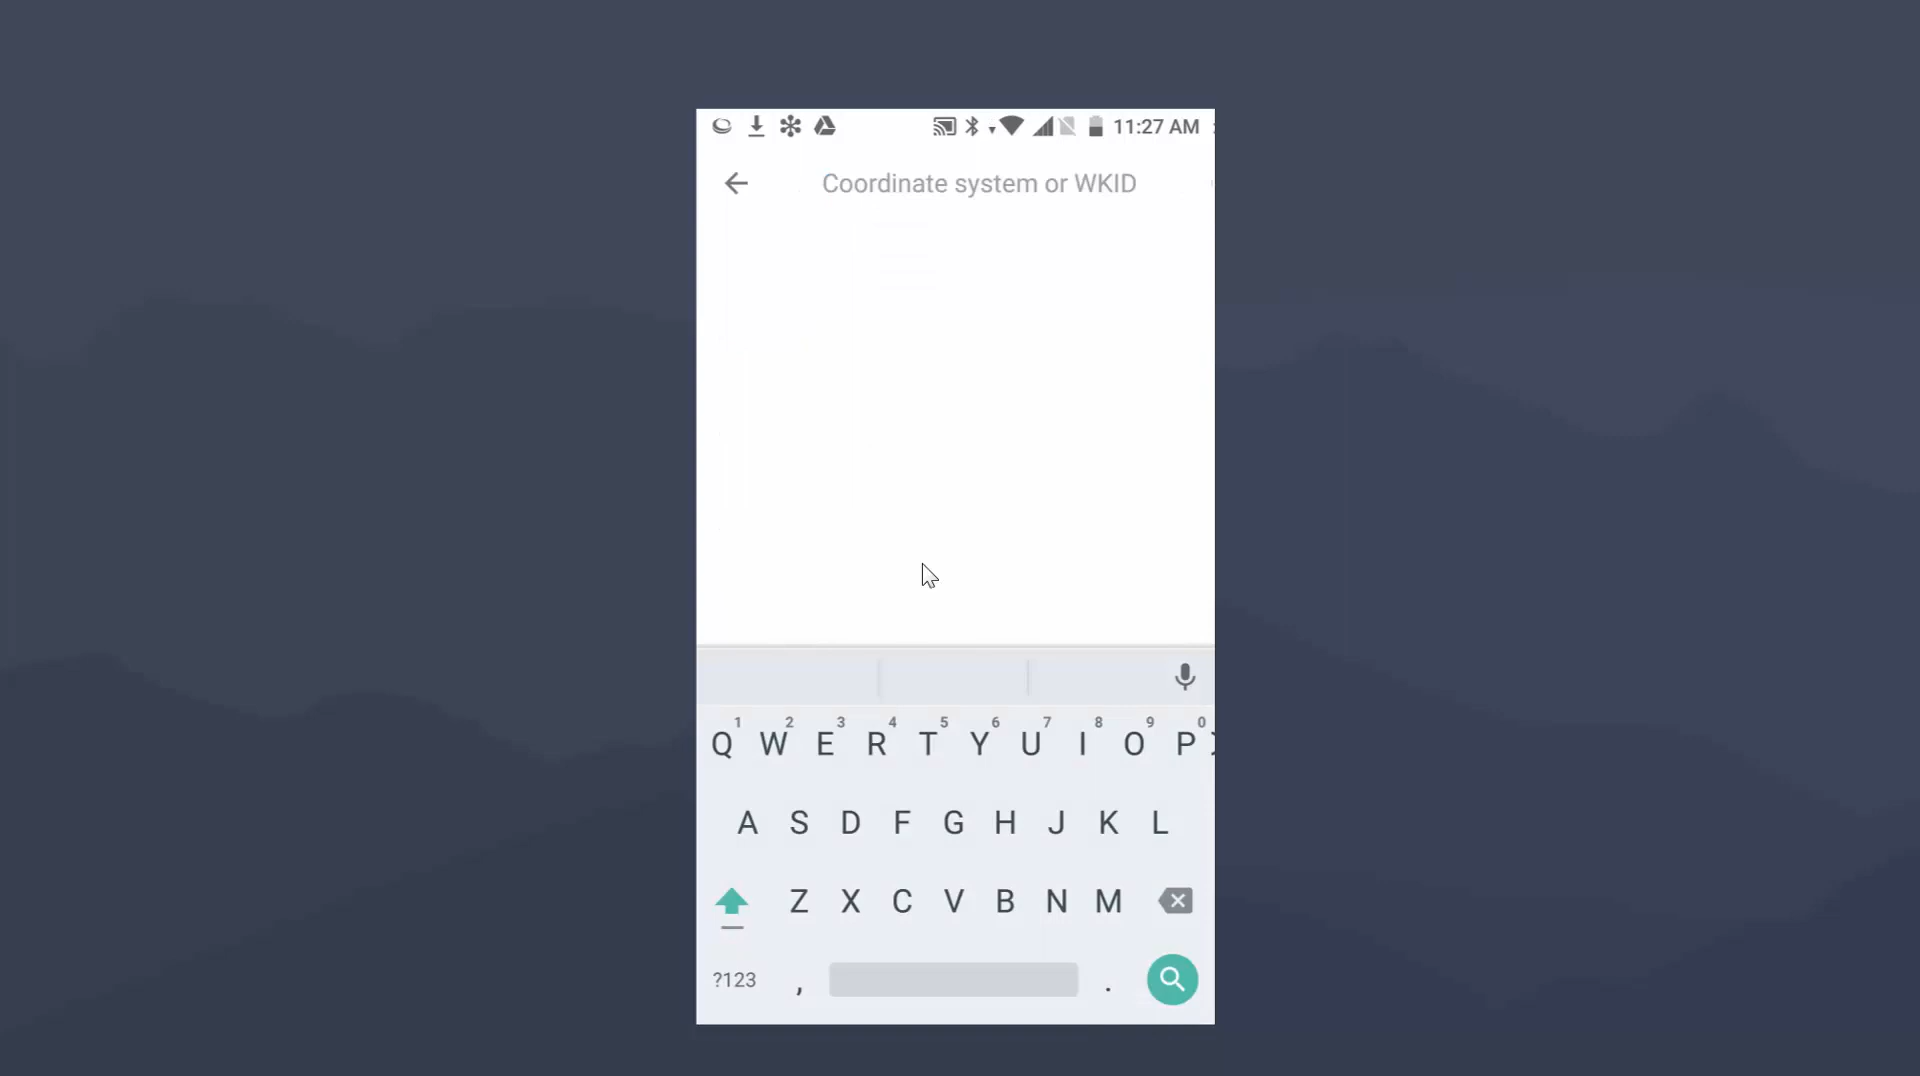 11:27 AM
Coordinate system or WKID
1 2 3 4 5 6 7 8 9 0
Q W E R T Y U I O P
A S D F G H J K L
Z X C V B N M
?123 , .